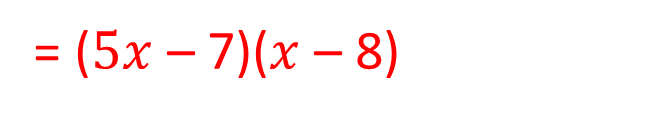 = (5x – 7)(x – 8)